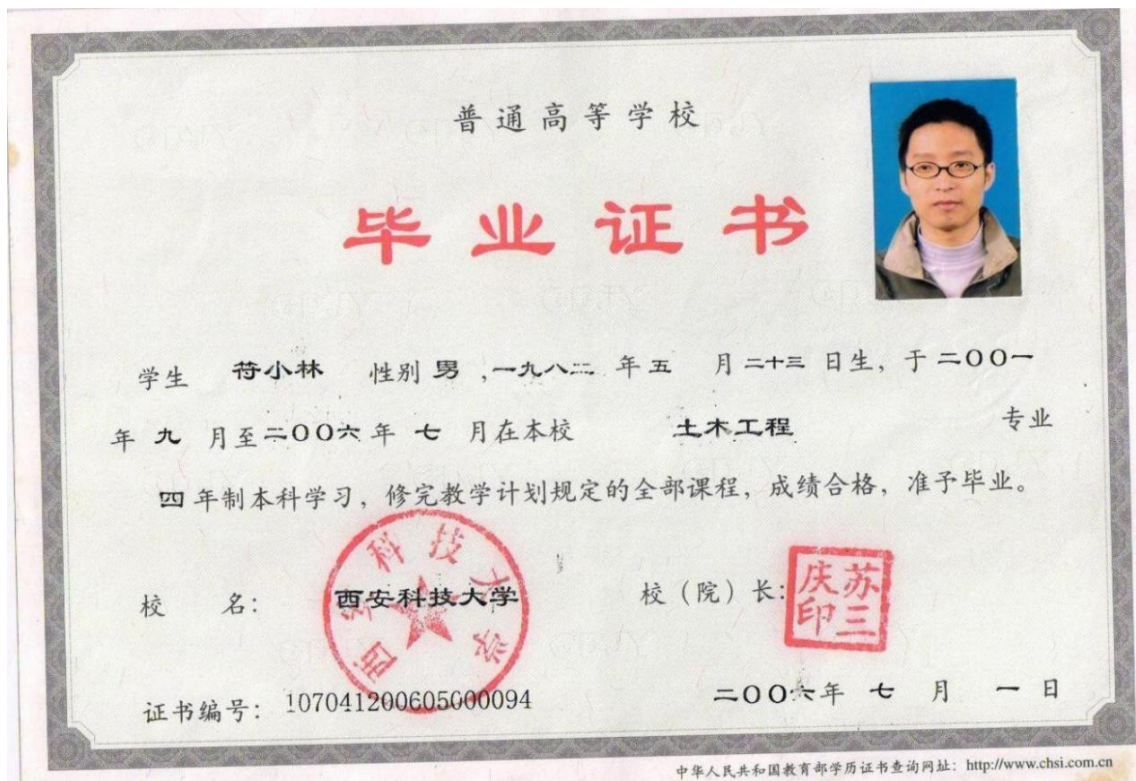 普通高等学校
毕业证书
学生 符小林 性别 男 ,一九八二 年 五 月 二十三 日生, 于 二〇〇一
年 九 月至 二〇〇六 年 七 月在本校 土木工程 专业
四 年制本科学习, 修完教学计划规定的全部课程, 成绩合格, 准予毕业。
校 名: 西安科技大学 校（院）长: 苏三庆印
西安科技大学
证书编号: 107041200605000094 二〇〇六年 七 月 一 日
中华人民共和国教育部学历证书查询网址: http://www.chsi.com.cn